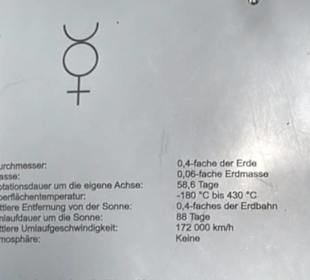 urchmesser: 0,4-fache der Erde
asse: 0,06-fache Erdmasse
otationsdauer um die eigene Achse: 58,6 Tage
berflächentemperatur: -180 °C bis 430 °C
ttlere Entfernung von der Sonne: 0,4-faches der Erdbahn
nlaufdauer um die Sonne: 88 Tage
ttlere Umlaufgeschwindigkeit: 172 000 km/h
mosphäre: Keine